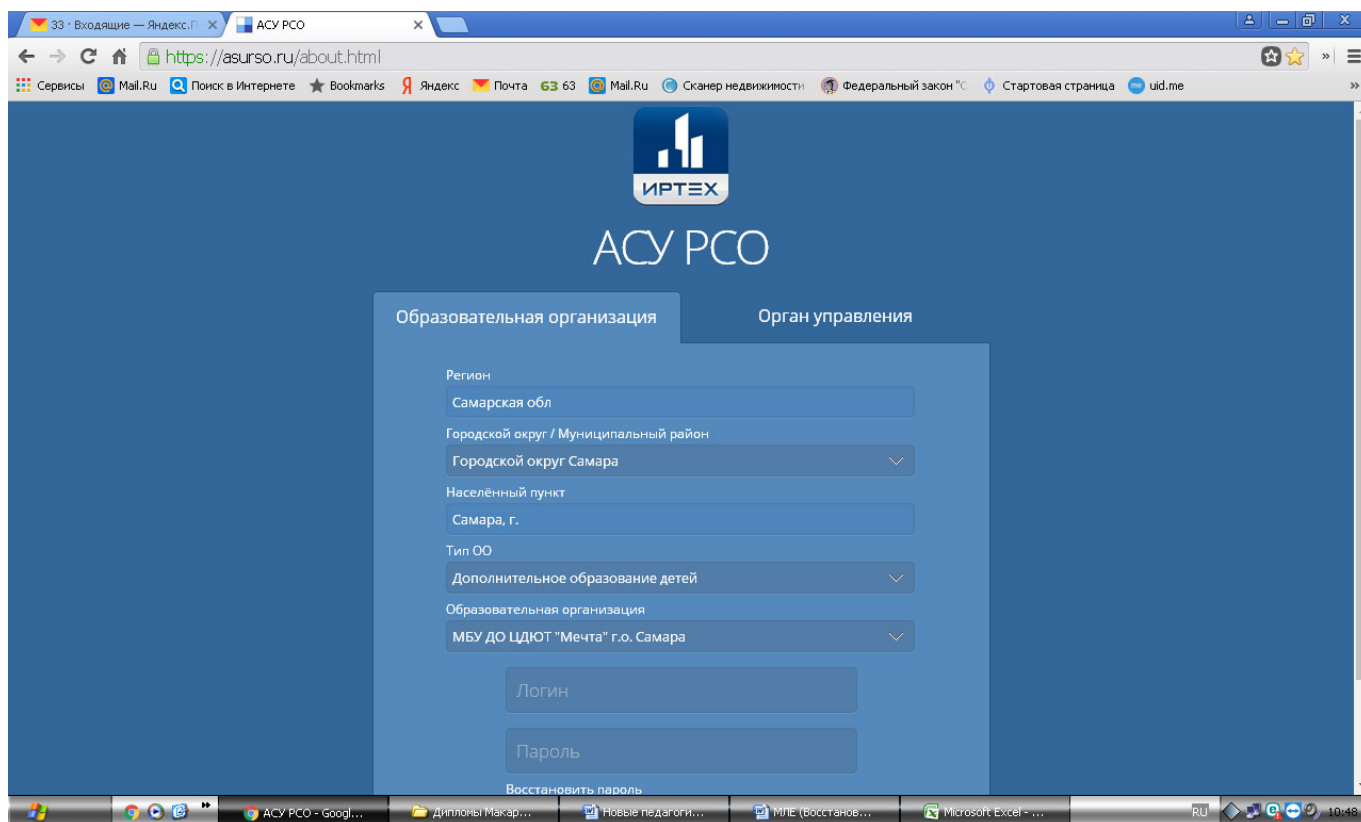 33 · Входящие — Яндекс.П
АСУ РСО
https://asurso.ru/about.html
Сервисы Mail.Ru Поиск в Интернете Bookmarks Яндекс Почта 63 63 Mail.Ru Сканер недвижимости Федеральный закон "С Стартовая страница uid.me
ИРТЕХ
АСУ РСО
Образовательная организация
Орган управления
Регион
Самарская обл
Городской округ / Муниципальный район
Городской округ Самара
Населённый пункт
Самара, г.
Тип ОО
Дополнительное образование детей
Образовательная организация
МБУ ДО ЦДЮТ "Мечта" г.о. Самара
Логин
Пароль
Восстановить пароль
АСУ РСО - Googl... Дипломы Макар... Новые педагоги... МЛЕ (Восстанов... Microsoft Excel - ... RU 10:48